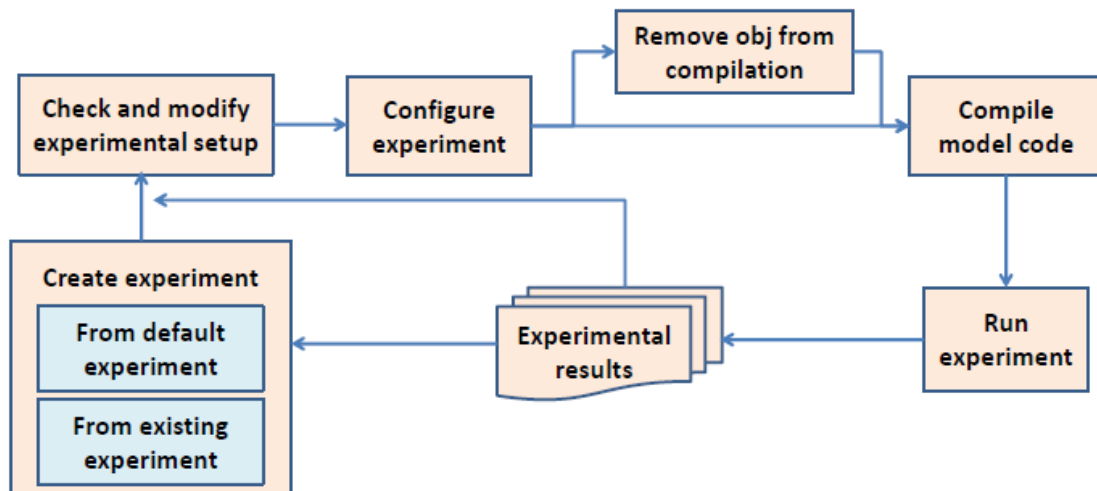 Remove obj from
compilation
Check and modify
experimental setup
Configure
experiment
Compile
model code
Create experiment
From default
experiment
From existing
experiment
Experimental
results
Run
experiment